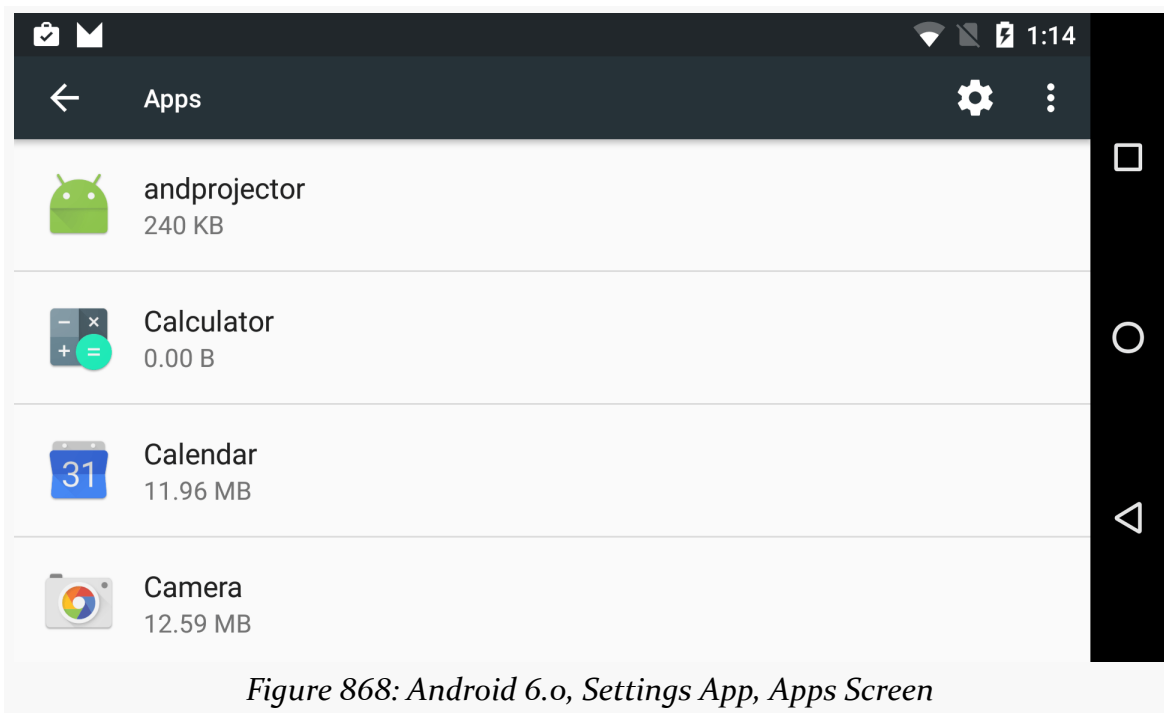 1:14
Apps
andprojector
240 KB
Calculator
0.00 B
31
Calendar
11.96 MB
Camera
12.59 MB
Figure 868: Android 6.0, Settings App, Apps Screen